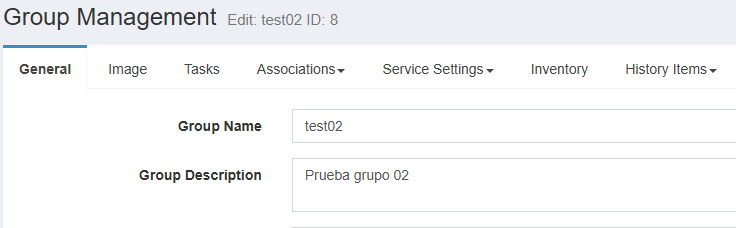 Group Management Edit: test02 ID: 8
General Image Tasks Associations Service Settings Inventory History Items
Group Name test02
Group Description Prueba grupo 02